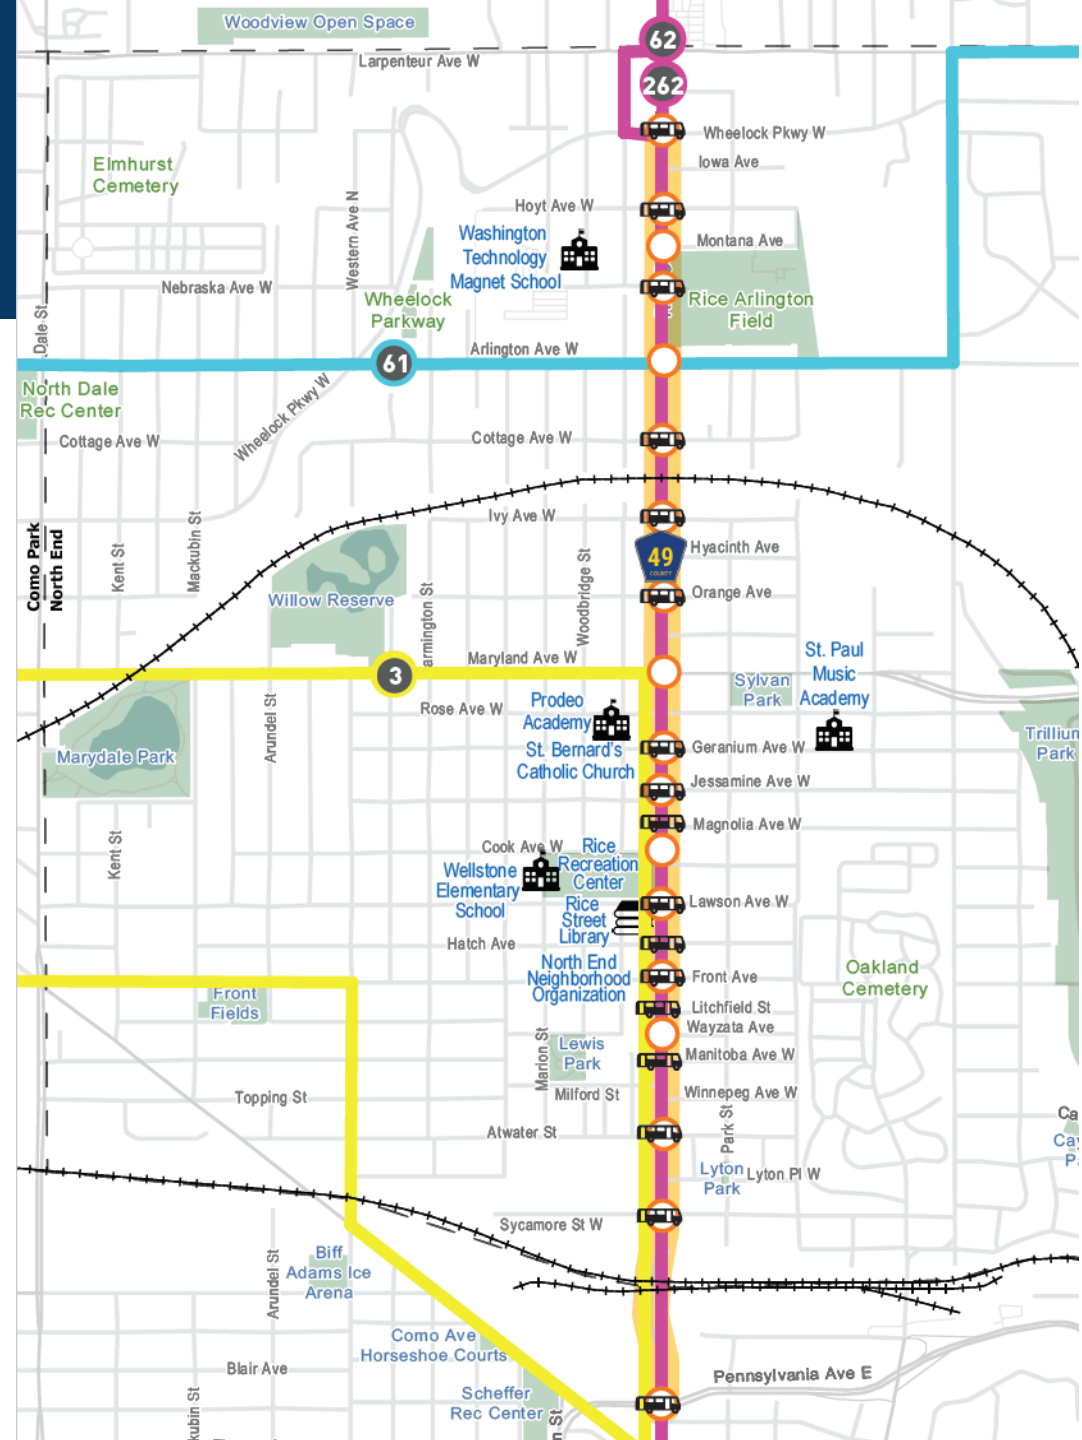 Woodview Open Space
62
Larpenteur Ave W
262
Wheelock Pkwy W
Iowa Ave
Elmhurst
Cemetery
Western Ave N
Hoyt Ave W
Washington
Technology
Magnet School
Montana Ave
Nebraska Ave W
Wheelock
Parkway
Rice Arlington
Field
Dale St
Arlington Ave W
61
North Dale
Rec Center
Wheelock Pkwy W
Cottage Ave W
Cottage Ave W
Ivy Ave W
Como Park
North End
Kent St
Mackubin St
49
COUNTY
Hyacinth Ave
Woodbridge St
Orange Ave
Willow Reserve
armington St
Maryland Ave W
3
St. Paul
Music
Academy
Sylvan
Park
Arundel St
Rose Ave W
Prodeo
Academy
St. Bernard's
Catholic Church
Geranium Ave W
Trillium
Park
Marydale Park
Jessamine Ave W
Magnolia Ave W
Kent St
Cook Ave W
Rice
Recreation
Center
Wellstone
Elementary
School
Lawson Ave W
Rice
Street
Library
Hatch Ave
North End
Neighborhood
Organization
Front Ave
Oakland
Cemetery
Front
Fields
Litchfield St
Wayzata Ave
Marion St
Lewis
Park
Manitoba Ave W
Milford St
Winnepeg Ave W
Topping St
Park St
Atwater St
Ca
Cay
P
Lyton
Park
Lyton Pl W
Sycamore St W
Biff
Adams Ice
Arena
Arundel St
Como Ave
Horseshoe Courts
Blair Ave
Pennsylvania Ave E
Scheffer
Rec Center
kubin St
n St